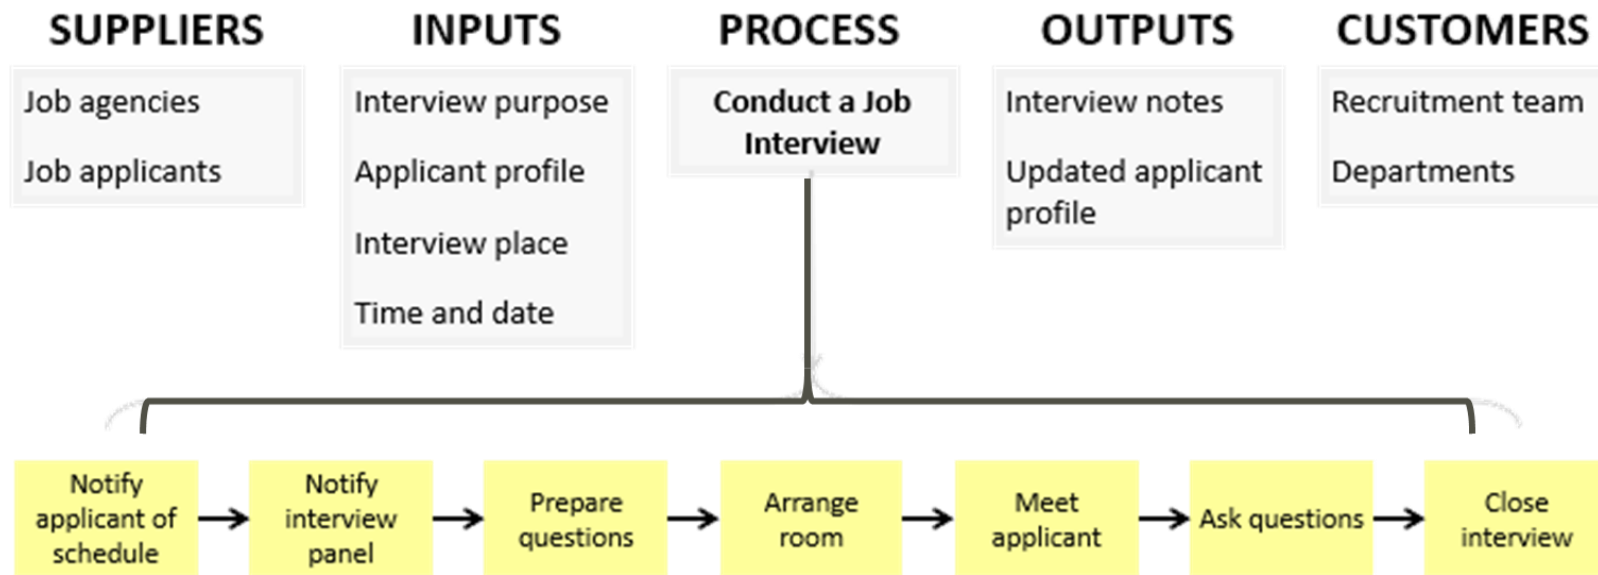 SUPPLIERS
Job agencies
Job applicants
INPUTS
Interview purpose
Applicant profile
Interview place
Time and date
PROCESS
Conduct a Job
Interview
OUTPUTS
Interview notes
Updated applicant
profile
CUSTOMERS
Recruitment team
Departments
Notify
applicant of
schedule
Notify
interview
panel
Prepare
questions
Arrange
room
Meet
applicant
Ask questions
Close
interview